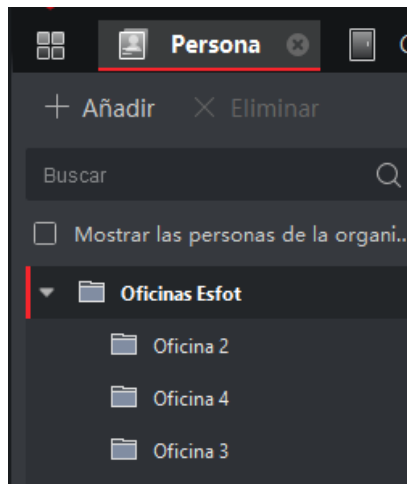 Persona
Añadir Eliminar
Buscar
Mostrar las personas de la organi...
Oficinas Esfot
Oficina 2
Oficina 4
Oficina 3